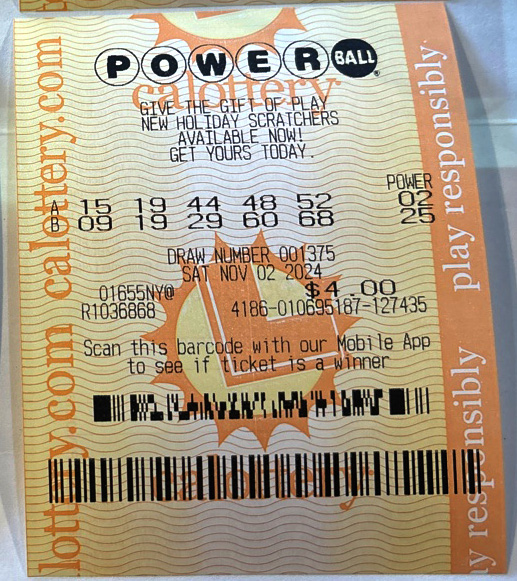 POWER BALL
calottery
GIVE THE GIFT OF PLAY
NEW HOLIDAY SCRATCHERS
AVAILABLE NOW!
GET YOURS TODAY.
POWER
A 15 19 44 48 52 02
B 09 19 29 60 68 25
DRAW NUMBER 001375
SAT NOV 02 2024
01655NY@ $4.00
R1036868 4186-010695187-127435
Scan this barcode with our Mobile App
to see if ticket is a winner
calottery
lottery.com calottery.com
play responsibly
y responsibly